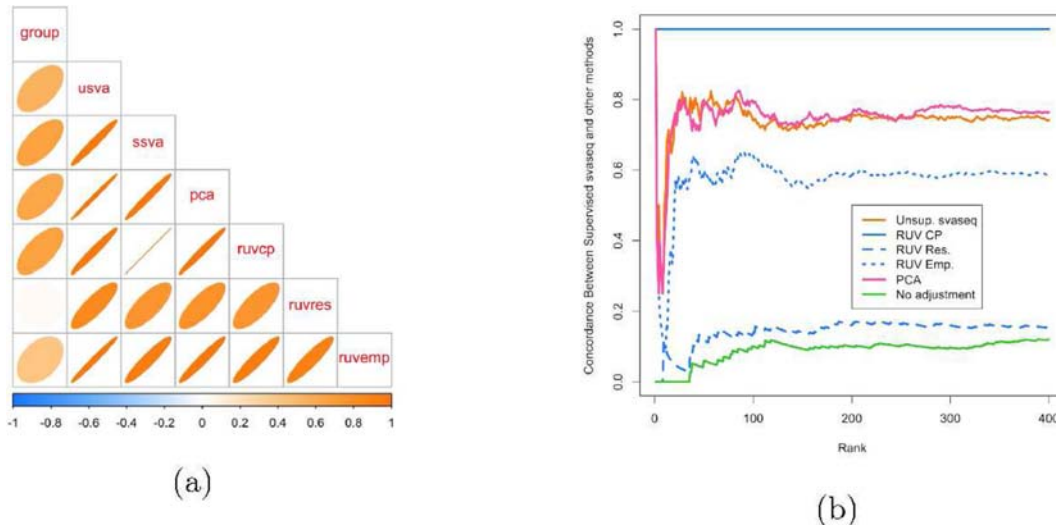 group
usva
ssva
pca
ruvcp
ruvres
ruvemp
-1 -0.8 -0.6 -0.4 -0.2 0 0.2 0.4 0.6 0.8 1
(a)
Concordance Between Supervised svaseq and other methods
0.0 0.2 0.4 0.6 0.8 1.0
Unsup. svaseq
RUV CP
RUV Res.
RUV Emp.
PCA
No adjustment
0 100 200 300 400
Rank
(b)